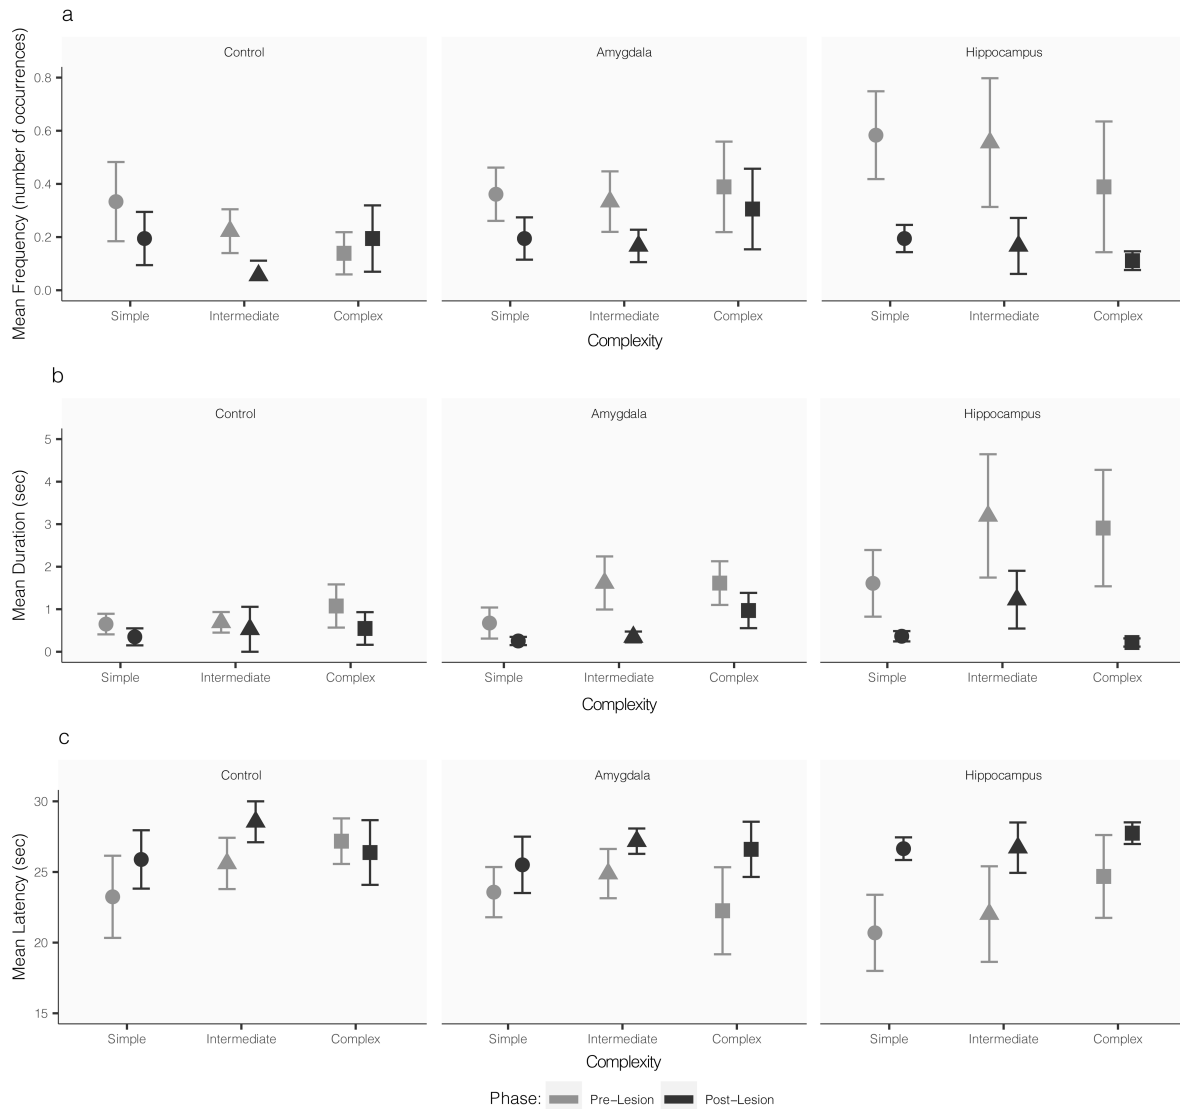 a
Control Amygdala Hippocampus
Mean Frequency (number of occurrences)
0.8
0.6
0.4
0.2
0.0
Simple Intermediate Complex Simple Intermediate Complex Simple Intermediate Complex
Complexity
b
Control Amygdala Hippocampus
Mean Duration (sec)
5
4
3
2
1
0
Simple Intermediate Complex Simple Intermediate Complex Simple Intermediate Complex
Complexity
c
Control Amygdala Hippocampus
Mean Latency (sec)
30
25
20
15
Simple Intermediate Complex Simple Intermediate Complex Simple Intermediate Complex
Complexity
Phase: Pre−Lesion Post−Lesion